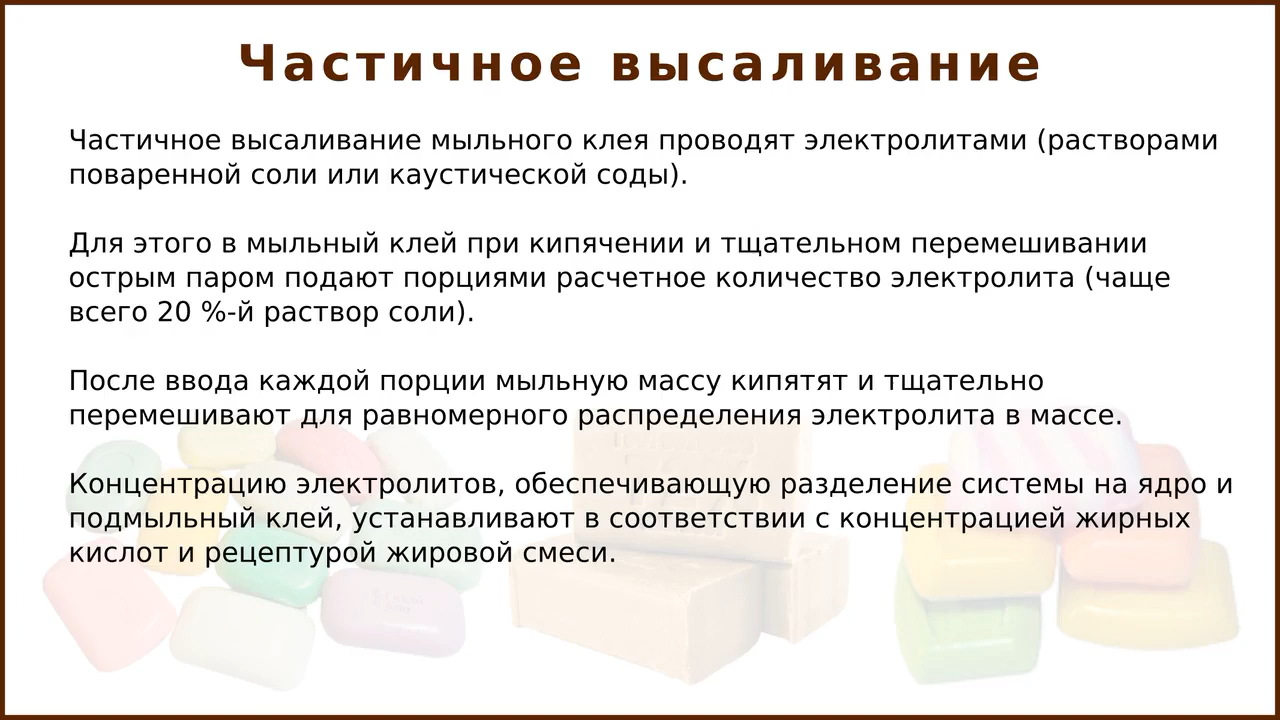 Частичное высаливание
Частичное высаливание мыльного клея проводят электролитами (растворами
поваренной соли или каустической соды).
Для этого в мыльный клей при кипячении и тщательном перемешивании
острым паром подают порциями расчетное количество электролита (чаще
всего 20 %-й раствор соли).
После ввода каждой порции мыльную массу кипятят и тщательно
перемешивают для равномерного распределения электролита в массе.
Концентрацию электролитов, обеспечивающую разделение системы на ядро и
подмыльный клей, устанавливают в соответствии с концентрацией жирных
кислот и рецептурой жировой смеси.